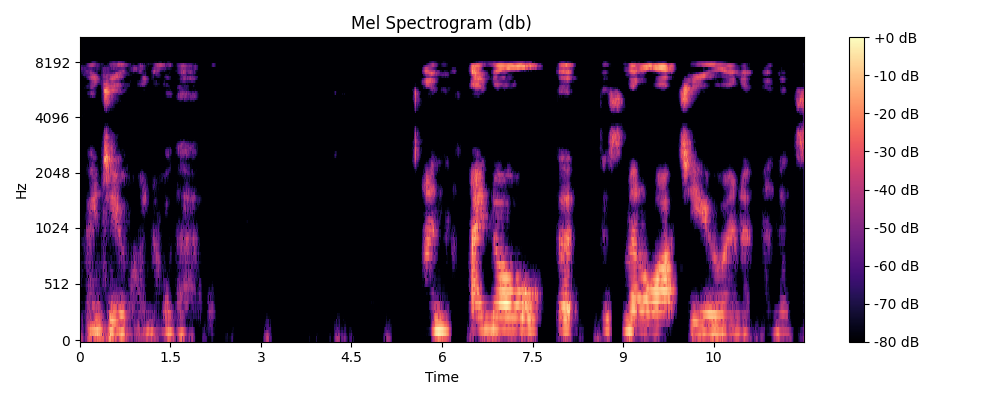 Mel Spectrogram (db)
8192
4096
2048
1024
512
0
Hz
0 1.5 3 4.5 6 7.5 9 10
Time
+0 dB
-10 dB
-20 dB
-30 dB
-40 dB
-50 dB
-60 dB
-70 dB
-80 dB